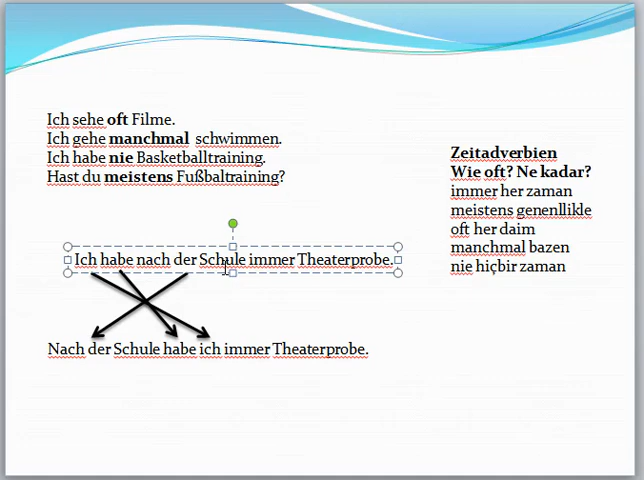 Ich sehe oft Filme.
Ich gehe manchmal schwimmen.
Ich habe nie Basketballtraining.
Hast du meistens Fußbaltraining?
Zeitadverbien
Wie oft? Ne kadar?
immer her zaman
meistens genenllikle
oft her daim
manchmal bazen
nie hiçbir zaman
Ich habe nach der Schule immer Theaterprobe.
Nach der Schule habe ich immer Theaterprobe.